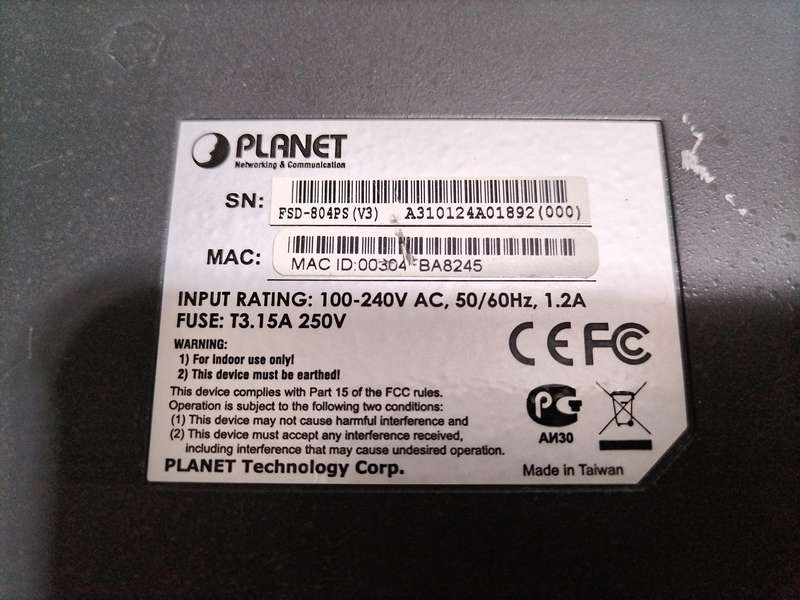 PLANET
Networking & Communication
SN:
FSD-804PS(V3) A310124A01892(000)
MAC:
MAC ID:00304 BA8245
INPUT RATING: 100-240V AC, 50/60Hz, 1.2A
FUSE: T3.15A 250V
WARNING:
1) For indoor use only!
2) This device must be earthed!
This device complies with Part 15 of the FCC rules.
Operation is subject to the following two conditions:
(1) This device may not cause harmful interference and
(2) This device must accept any interference received,
including interference that may cause undesired operation.
PLANET Technology Corp.
CE FC
PG
АИ30
Made in Taiwan